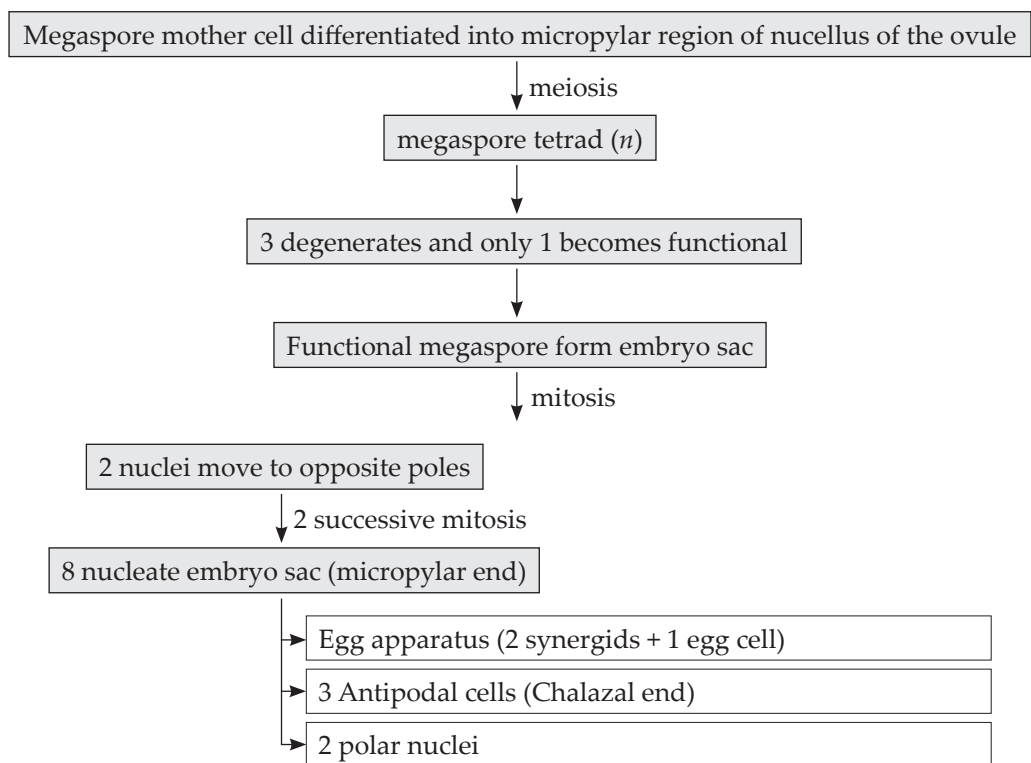 Megaspore mother cell differentiated into micropylar region of nucellus of the ovule
meiosis
megaspore tetrad (n)
3 degenerates and only 1 becomes functional
Functional megaspore form embryo sac
mitosis
2 nuclei move to opposite poles
2 successive mitosis
8 nucleate embryo sac (micropylar end)
Egg apparatus (2 synergids + 1 egg cell)
3 Antipodal cells (Chalazal end)
2 polar nuclei